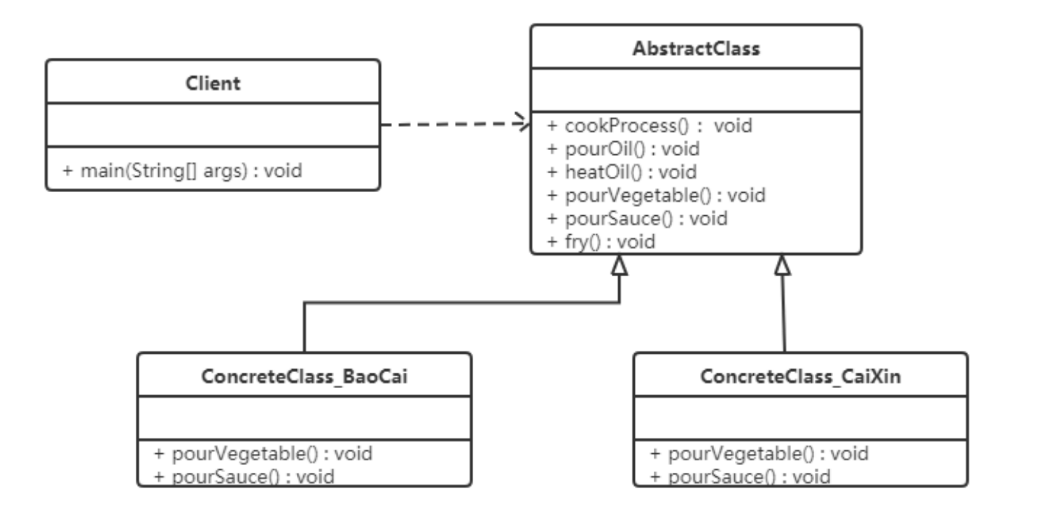 Client
+ main(String[] args) : void
AbstractClass
+ cookProcess() : void
+ pourOil() : void
+ heatOil() : void
+ pourVegetable() : void
+ pourSauce() : void
+ fry() : void
ConcreteClass_BaoCai
+ pourVegetable() : void
+ pourSauce() : void
ConcreteClass_CaiXin
+ pourVegetable() : void
+ pourSauce() : void